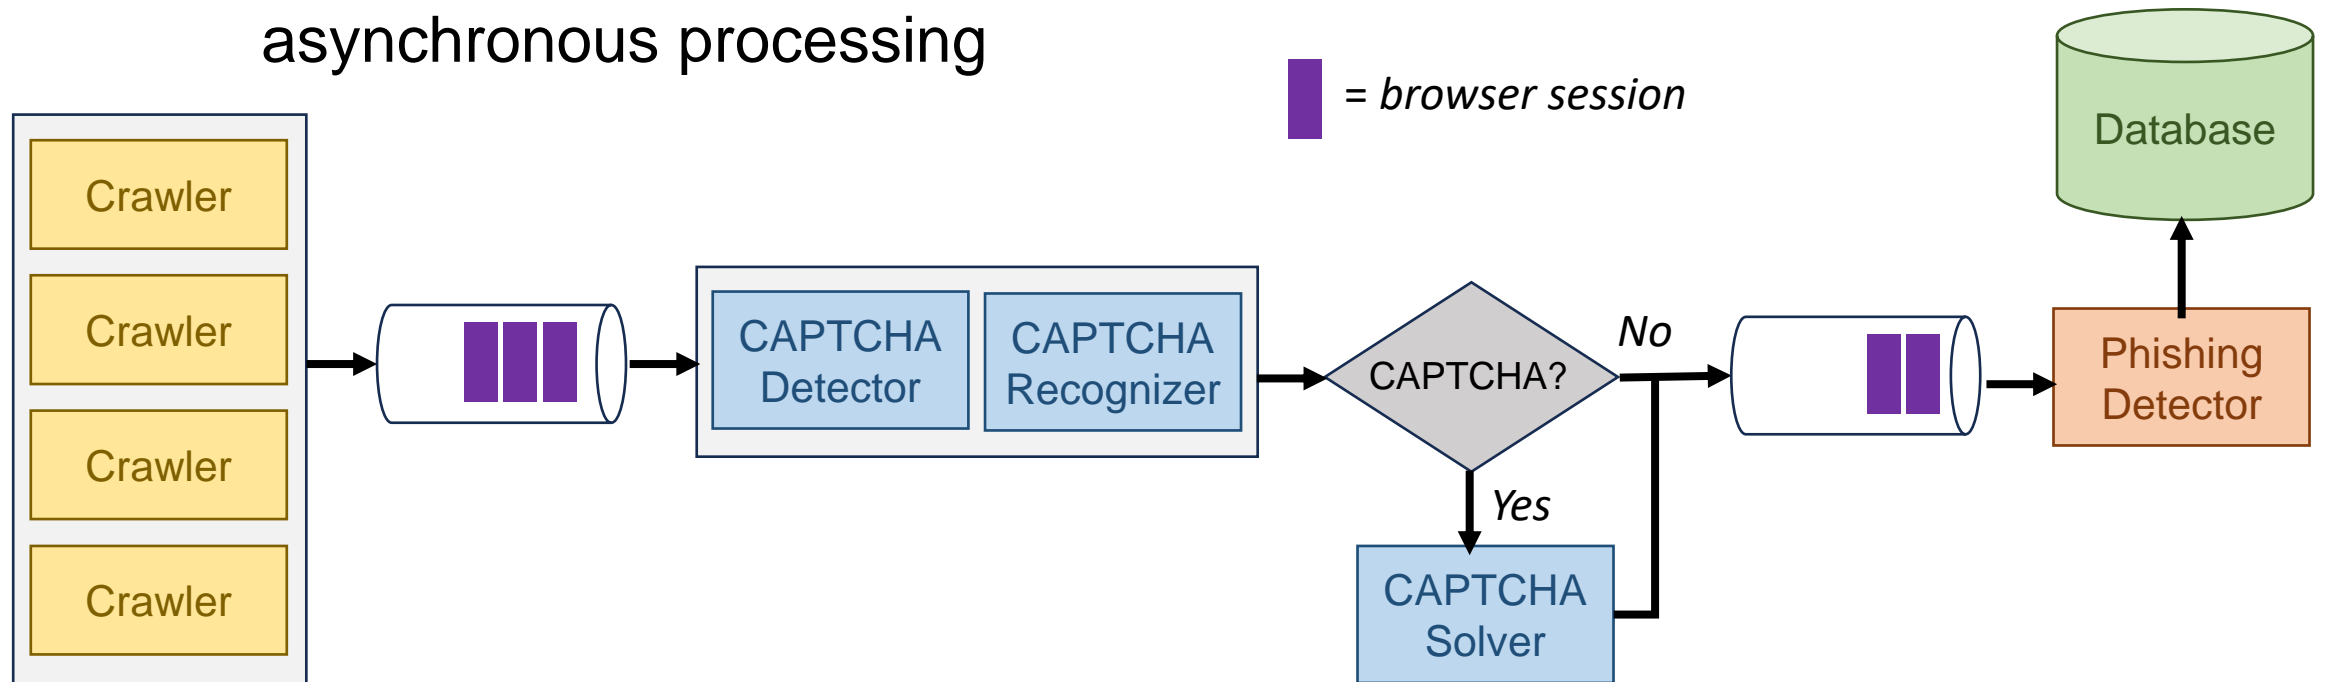 asynchronous processing
= browser session
Database
Crawler
Crawler
Crawler
Crawler
CAPTCHA
Detector
CAPTCHA
Recognizer
CAPTCHA?
No
Yes
CAPTCHA
Solver
Phishing
Detector